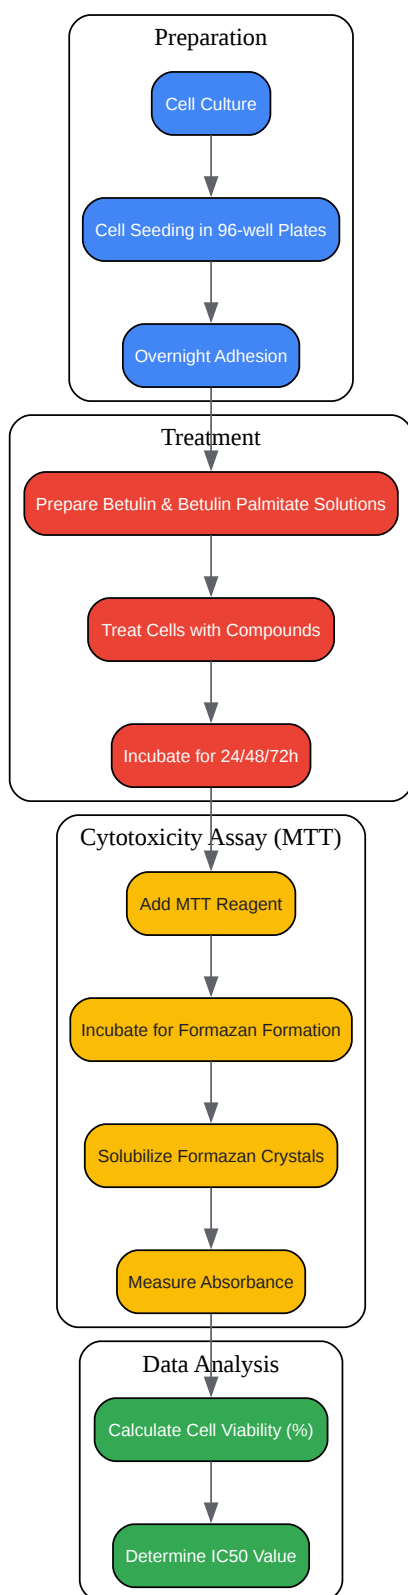 Preparation
Cell Culture
Cell Seeding in 96-well Plates
Overnight Adhesion
Treatment
Prepare Betulin & Betulin Palmitate Solutions
Treat Cells with Compounds
Incubate for 24/48/72h
Cytotoxicity Assay (MTT)
Add MTT Reagent
Incubate for Formazan Formation
Solubilize Formazan Crystals
Measure Absorbance
Data Analysis
Calculate Cell Viability (%)
Determine IC50 Value